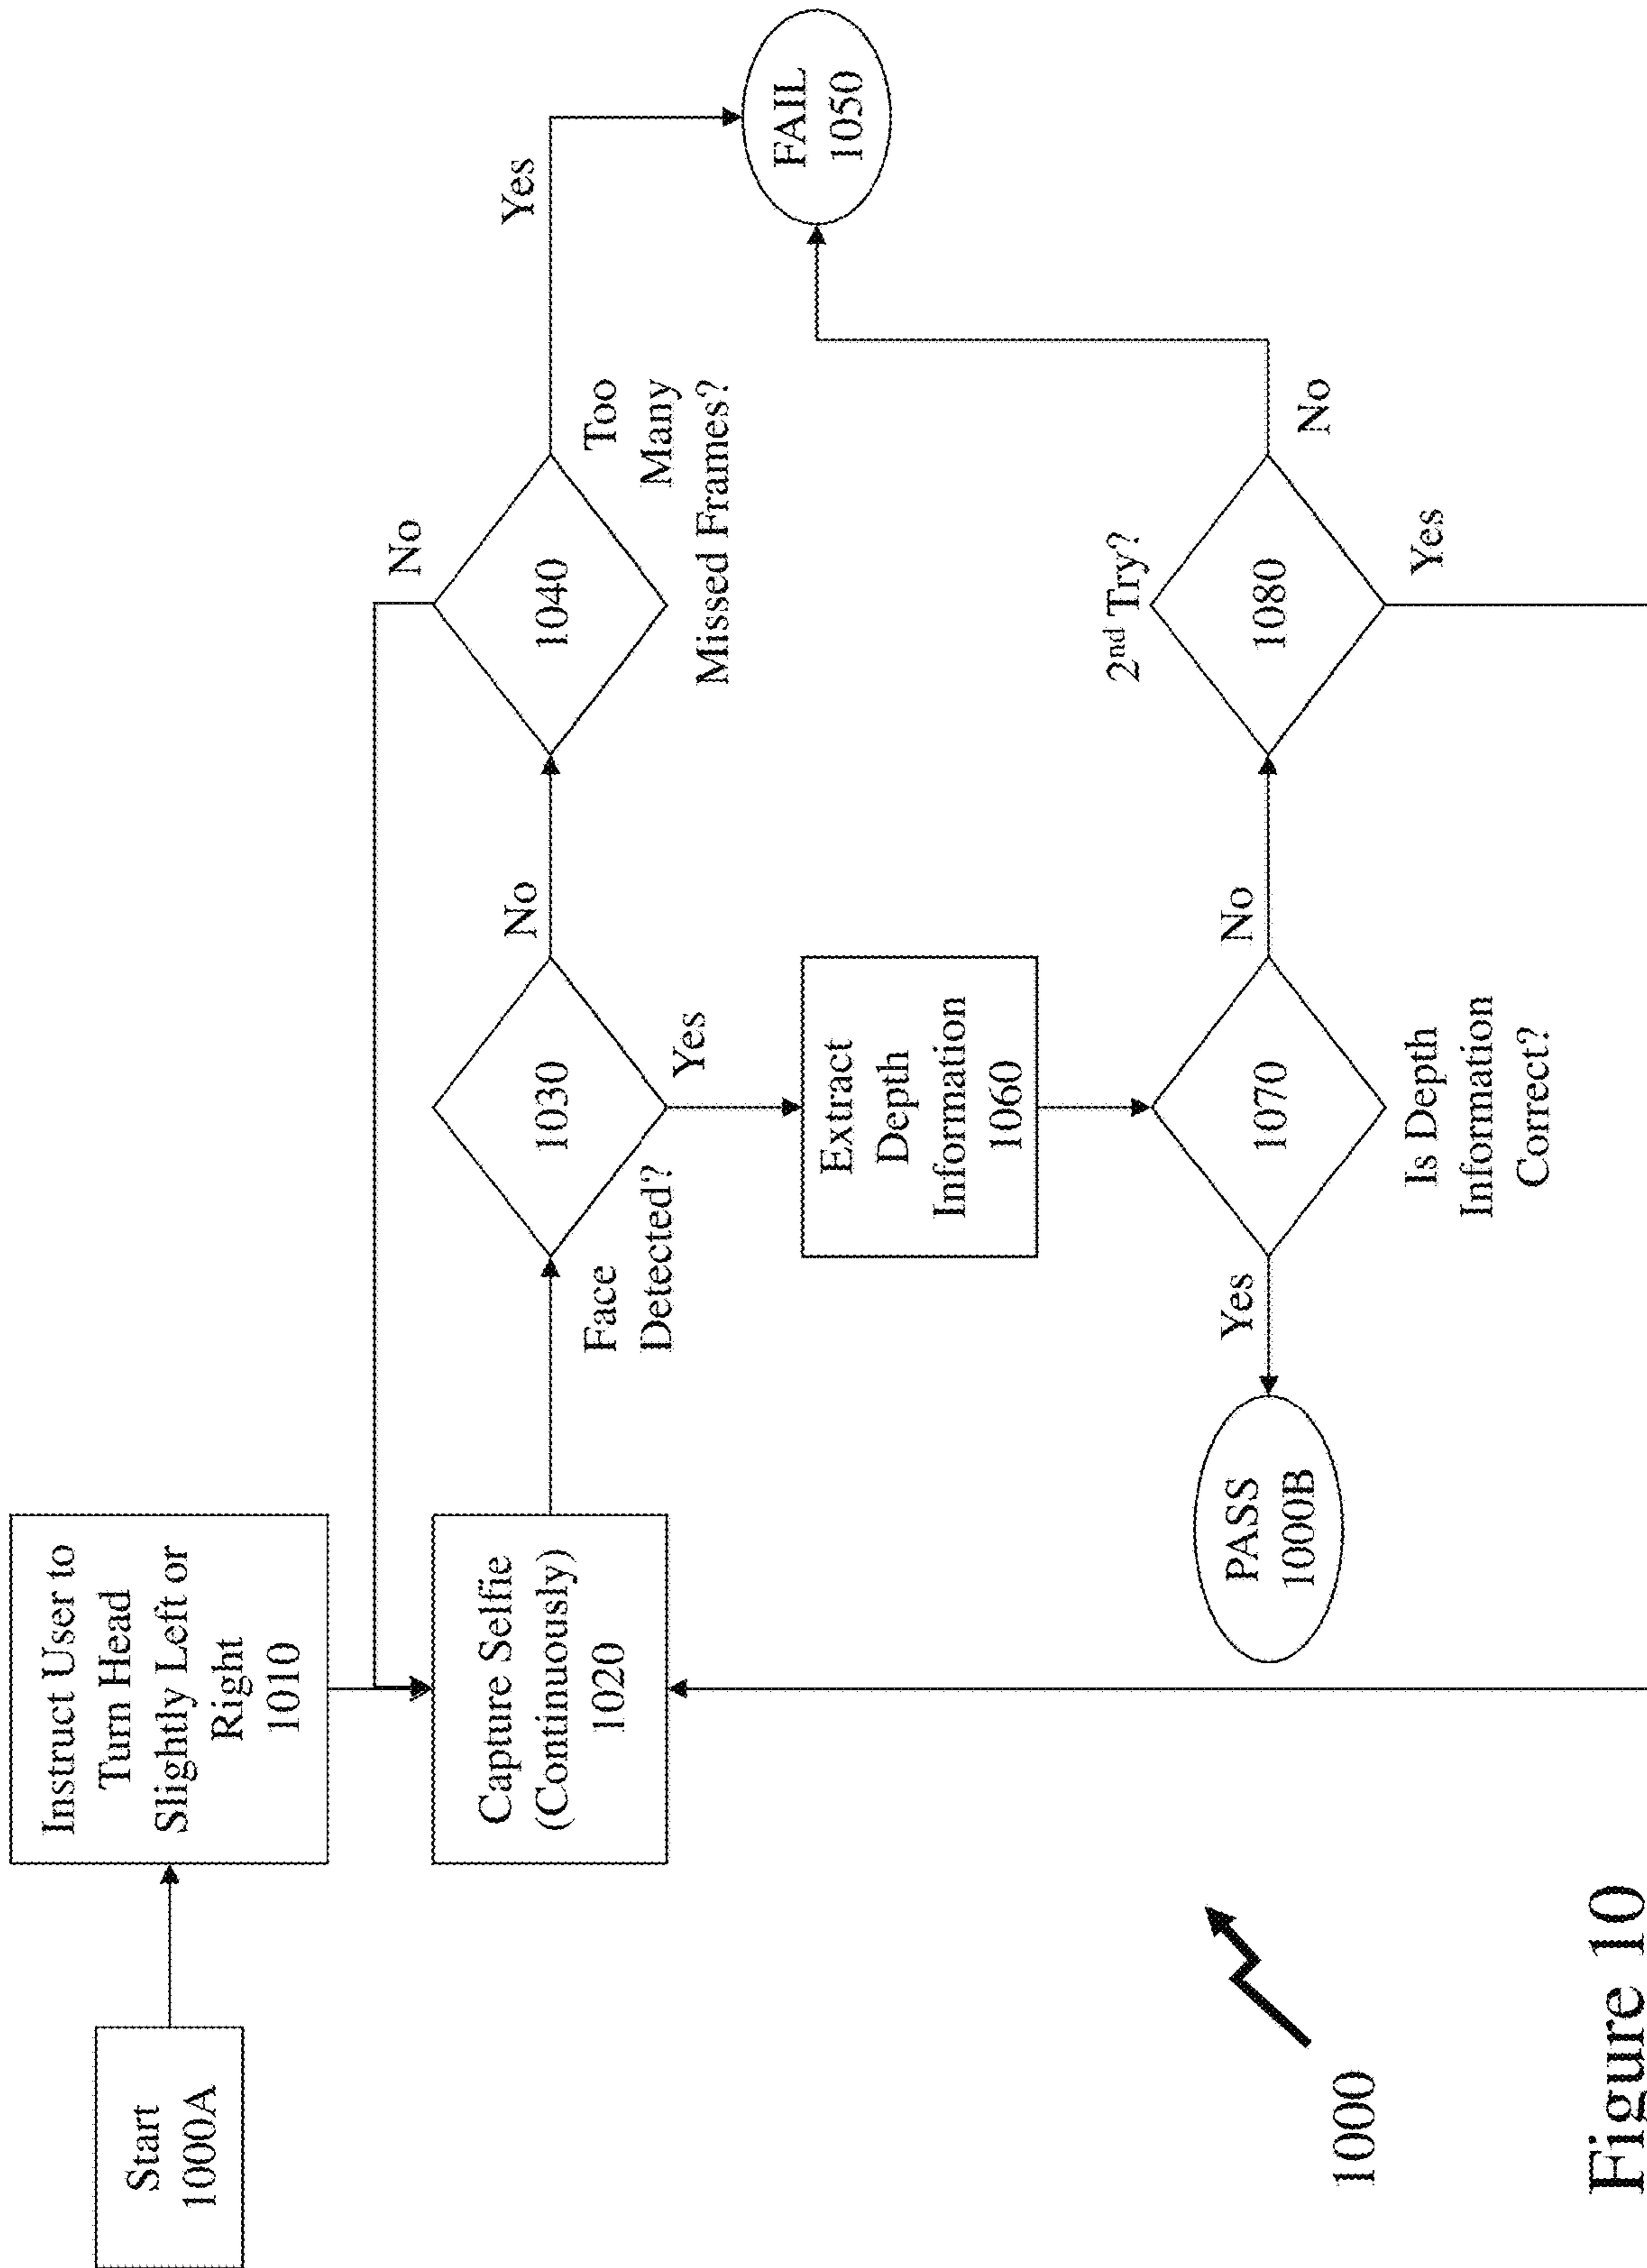 Start
1000A
Instruct User to
Turn Head
Slightly Left or
Right
1010
Capture Selfie
(Continuously)
1020
Face
Detected?
1030
No
Yes
1040
No
Too
Many
Missed Frames?
Yes
FAIL
1050
Extract
Depth
Information
1060
1070
Is Depth
Information
Correct?
Yes
PASS
1000B
No
2nd Try?
1080
No
Yes
1000
Figure 10